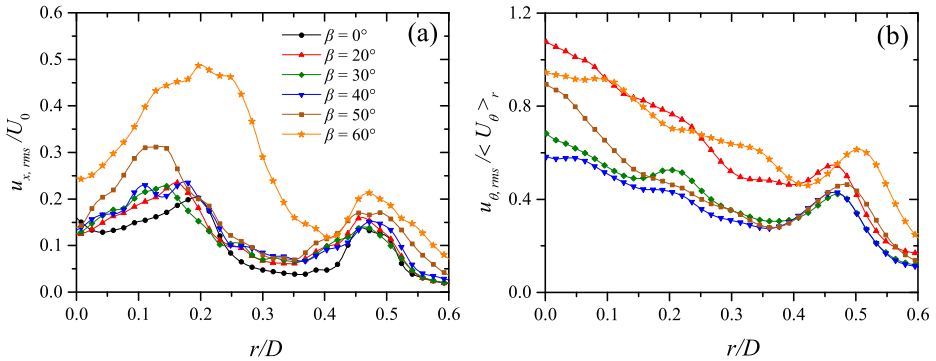 (a)
β = 0°
β = 20°
β = 30°
β = 40°
β = 50°
β = 60°
u_{x, rms} / U_0
0.6
0.5
0.4
0.3
0.2
0.1
0.0
0.0 0.1 0.2 0.3 0.4 0.5 0.6
r/D
(b)
u_{θ, rms} / < U_θ >_r
1.2
0.8
0.4
0.0
0.0 0.1 0.2 0.3 0.4 0.5 0.6
r/D